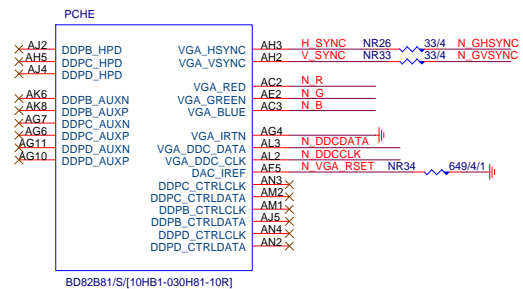 PCHE
AJ2 DDPB_HPD VGA_HSYNC AH3 H_SYNC NR26 33/4 N_GHSYNC
AH5 DDPC_HPD VGA_VSYNC AH2 V_SYNC NR33 33/4 N_GVSYNC
AJ4 DDPD_HPD
VGA_RED AC2 N_R
AK6 DDPB_AUXN VGA_GREEN AE2 N_G
AK8 DDPB_AUXP VGA_BLUE AC3 N_B
AG7 DDPC_AUXN
AG6 DDPC_AUXP VGA_IRTN AG4
AG11 DDPD_AUXN VGA_DDC_DATA AL3 N_DDCDATA
AG10 DDPD_AUXP VGA_DDC_CLK AL2 N_DDCCLK
DAC_IREF AF5 N_VGA_RSET NR34 649/4/1
DDPC_CTRLCLK AN3
DDPC_CTRLDATA AM2
DDPB_CTRLCLK AM1
DDPB_CTRLDATA AJ5
DDPD_CTRLCLK AN4
DDPD_CTRLDATA AN2
BD82B81/S/[10HB1-030H81-10R]